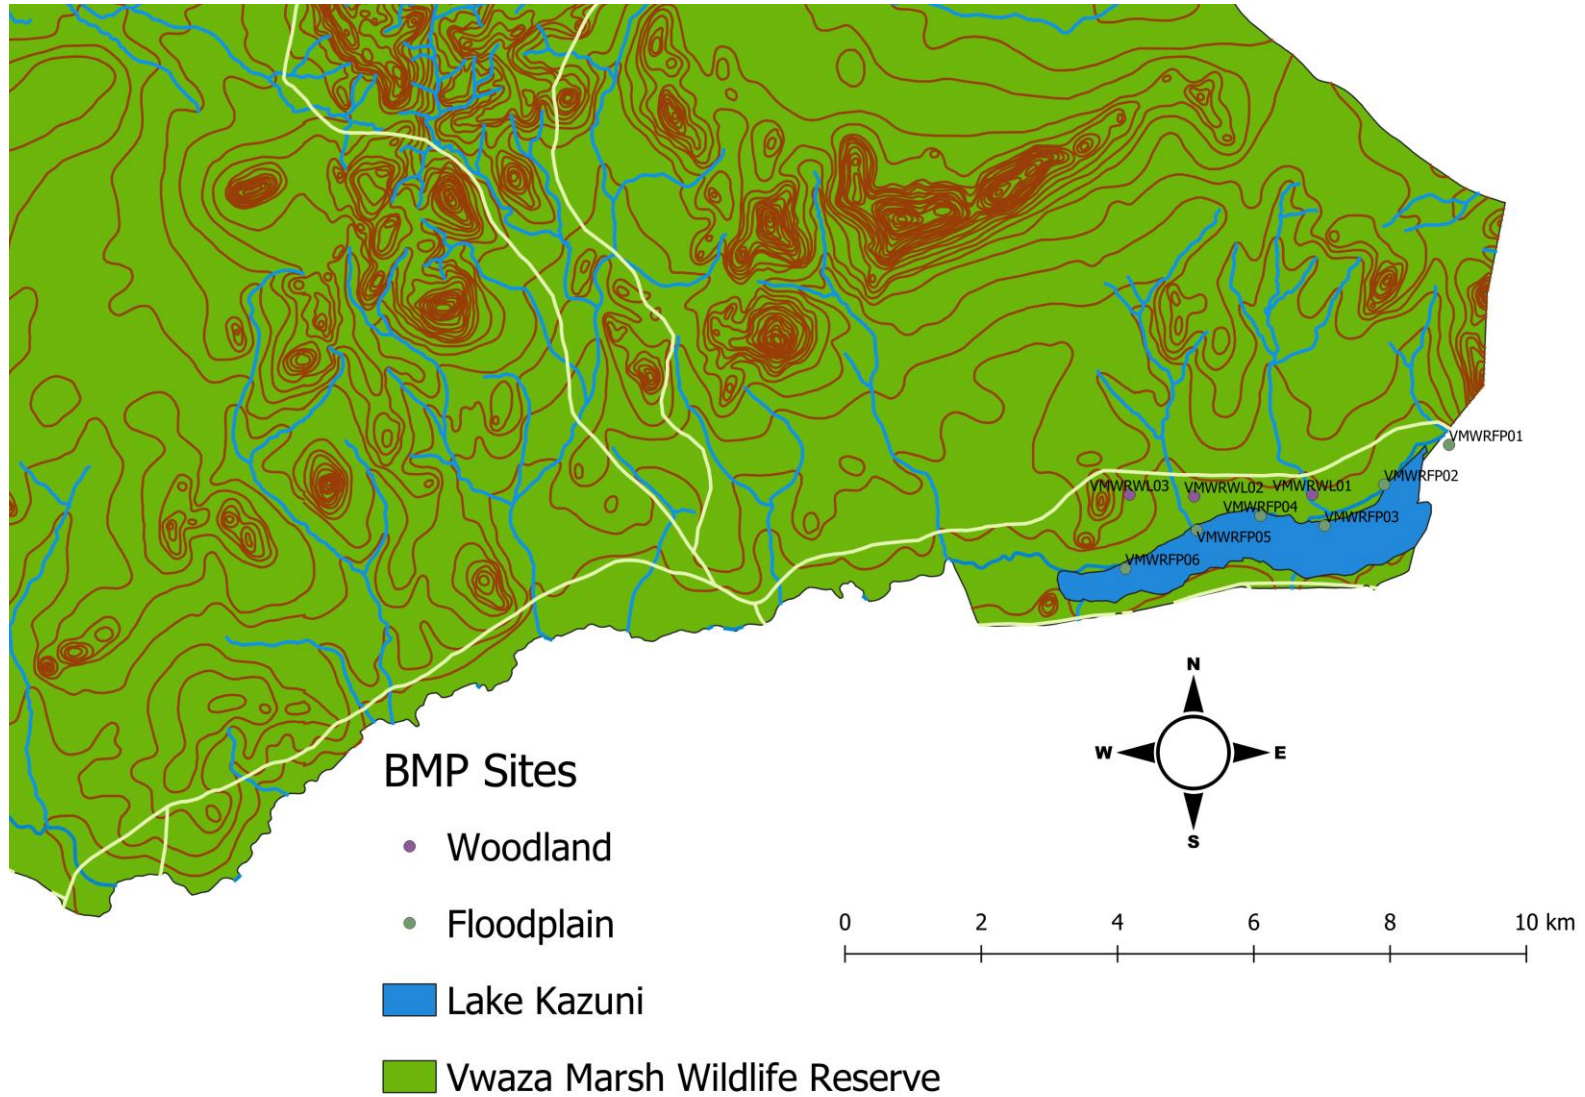 VMWRFP01
VMWRFP02
VMWRWL03
VMWRWL02
VMWRWL01
VMWRFP04
VMWRFP03
VMWRFP05
VMWRFP06
N
W
E
S
BMP Sites
Woodland
Floodplain
Lake Kazuni
Vwaza Marsh Wildlife Reserve
0 2 4 6 8 10 km